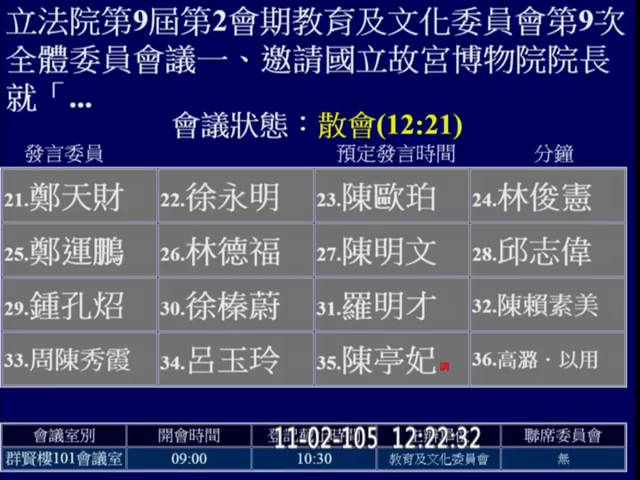 立法院第9屆第2會期教育及文化委員會第9次
全體委員會議一、邀請國立故宮博物院院長
就「...
會議狀態：散會(12:21)
發言委員 預定發言時間 分鐘
21.鄭天財 22.徐永明 23.陳歐珀 24.林俊憲
25.鄭運鵬 26.林德福 27.陳明文 28.邱志偉
29.鍾孔炤 30.徐榛蔚 31.羅明才 32.陳賴素美
33.周陳秀霞 34.呂玉玲 35.陳亭妃 36.高潞．以用
會議室別 開會時間 登記截止時間 聯席委員會
11-02-105 12:22:32
群賢樓101會議室 09:00 10:30 教育及文化委員會 無